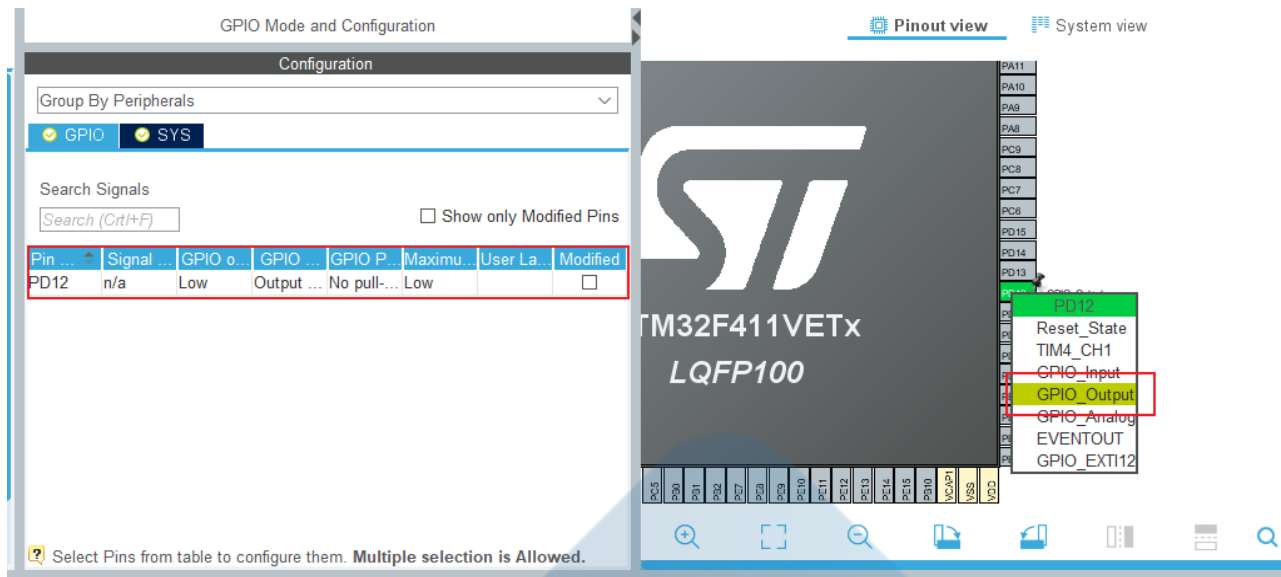 GPIO Mode and Configuration
Configuration
Group By Peripherals
GPIO
SYS
Search Signals
Search (Crtl+F)
Show only Modified Pins
Pin ... Signal ... GPIO o... GPIO ... GPIO P... Maximu... User La... Modified
PD12 n/a Low Output ... No pull-... Low
Select Pins from table to configure them. Multiple selection is Allowed.
Pinout view
System view
PA11
PA10
PA9
PA8
PC9
PC8
PC7
PC6
PD15
PD14
PD13
PD12
Reset_State
TIM4_CH1
GPIO_Input
GPIO_Output
GPIO_Analog
EVENTOUT
GPIO_EXTI12
ST
TM32F411VETx
LQFP100
PC5 PB0 PB1 PB2 PE7 PE8 PE9 PE10 PE11 PE12 PE13 PE14 PE15 PB10 VCAP1 VSS VDD